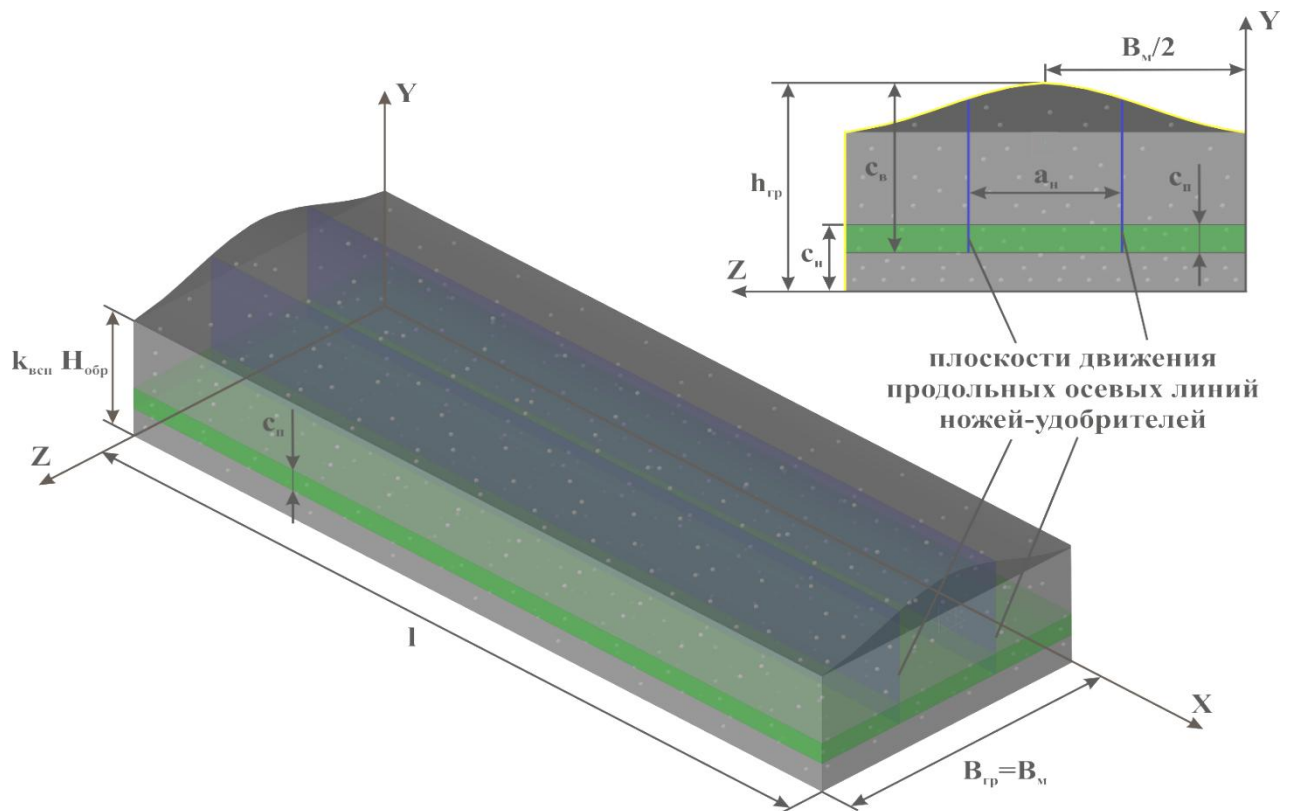 Y
Bм/2
Y
hгр
cв
aн
cп
cн
Z
плоскости движения
продольных осевых линий
ножей-удобрителей
kвсп Hобр
cп
Z
l
X
Bгр=Bм